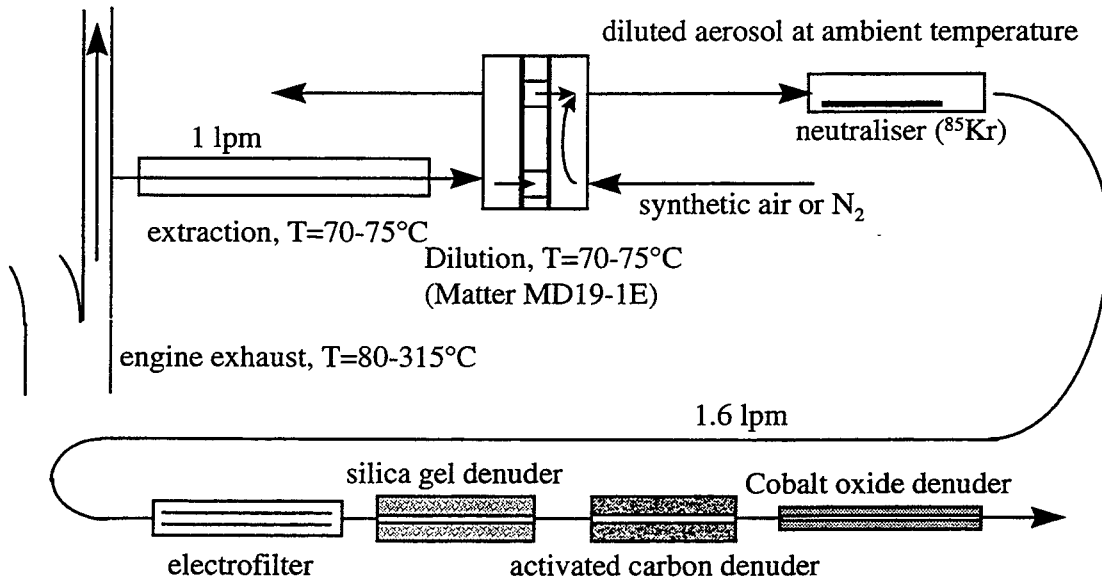 diluted aerosol at ambient temperature
neutraliser (⁸⁵Kr)
1 lpm
synthetic air or N₂
extraction, T=70-75°C
Dilution, T=70-75°C
(Matter MD19-1E)
engine exhaust, T=80-315°C
1.6 lpm
silica gel denuder
Cobalt oxide denuder
electrofilter
activated carbon denuder